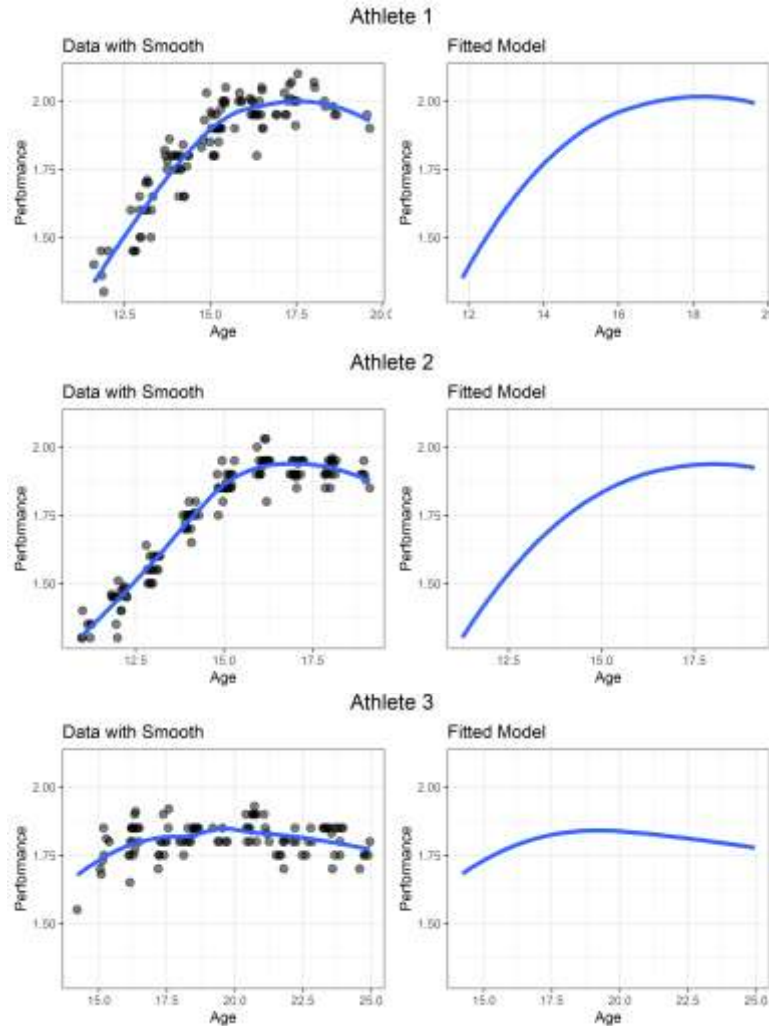 Athlete 1
Data with Smooth
Fitted Model
2.00
1.75
1.50
Performance
12.5 15.0 17.5 20.0
Age
2.00
1.75
1.50
Performance
12 14 16 18
Age
Athlete 2
Data with Smooth
Fitted Model
2.00
1.75
1.50
Performance
12.5 15.0 17.5
Age
2.00
1.75
1.50
Performance
12.5 15.0 17.5
Age
Athlete 3
Data with Smooth
Fitted Model
2.00
1.75
1.50
Performance
15.0 17.5 20.0 22.5 25.0
Age
2.00
1.75
1.50
Performance
15.0 17.5 20.0 22.5 25.0
Age